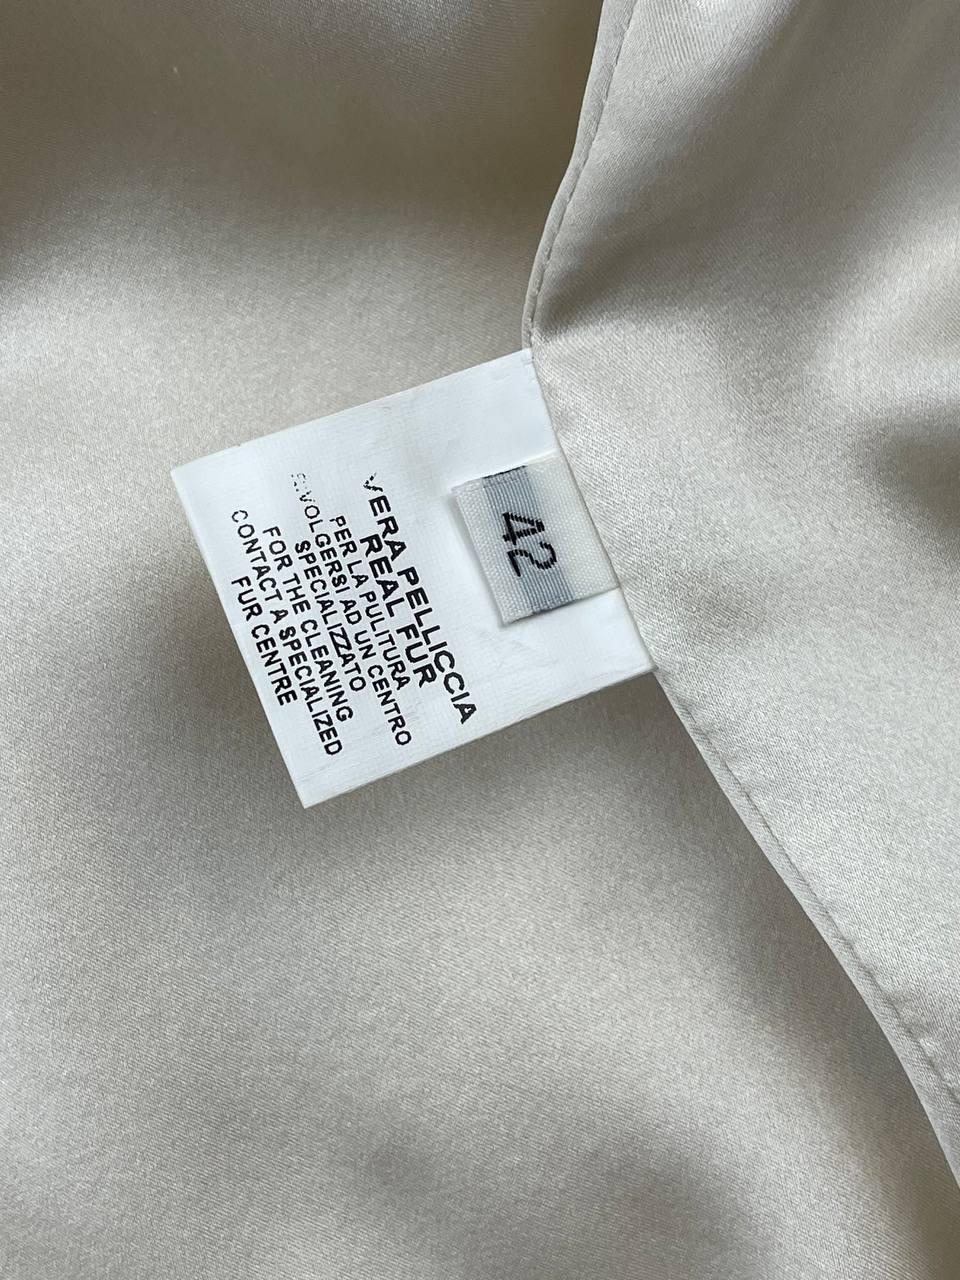 42
VERA PELLICCIA
REAL FUR
PER LA PULITURA
RIVOLGERSI AD UN CENTRO
SPECIALIZZATO
FOR THE CLEANING
CONTACT A SPECIALIZED
FUR CENTRE